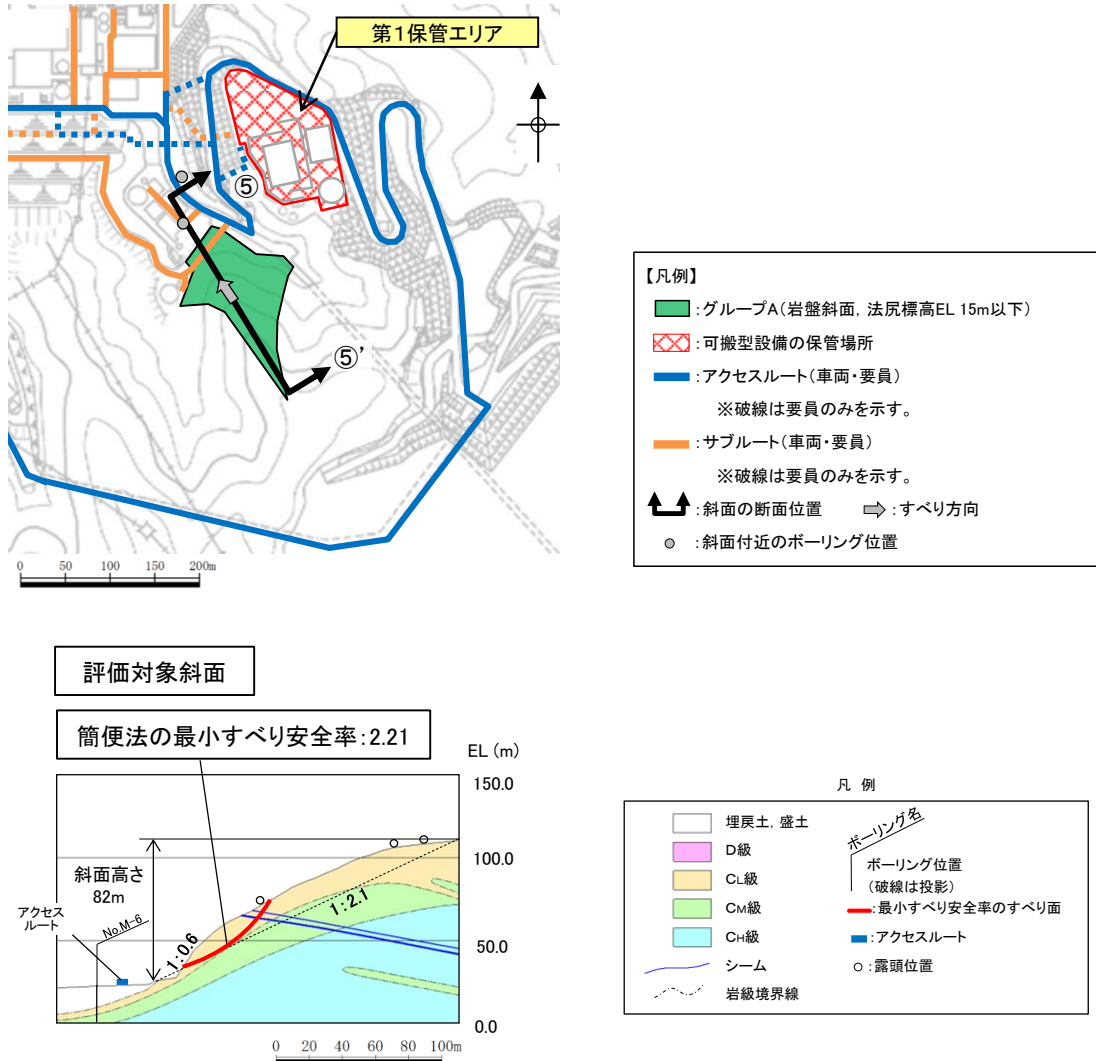 第1保管エリア
⑤
⑤’
0 50 100 150 200m
【凡例】
:グループA(岩盤斜面, 法尻標高EL 15m以下)
:可搬型設備の保管場所
:アクセスルート(車両・要員)
※破線は要員のみを示す。
:サブルート(車両・要員)
※破線は要員のみを示す。
:斜面の断面位置 :すべり方向
:斜面付近のボーリング位置
評価対象斜面
簡便法の最小すべり安全率:2.21
EL (m)
150.0
100.0
50.0
0.0
斜面高さ
82m
アクセス
ルート
No.M-6
1:0.6
1:2.1
0 20 40 60 80 100m
凡 例
埋戻土, 盛土
D級
CL級
CM級
CH級
シーム
岩級境界線
ボーリング名
ボーリング位置
(破線は投影)
:最小すべり安全率のすべり面
:アクセスルート
:露頭位置